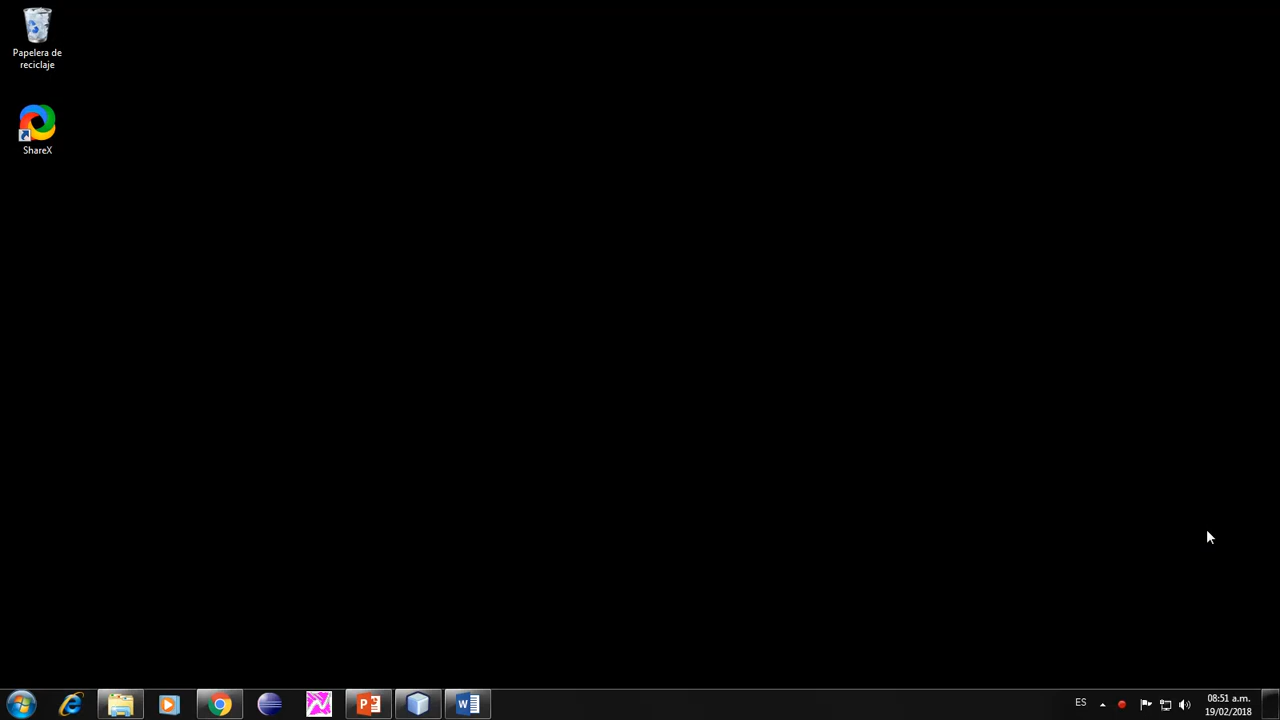 Papelera de
reciclaje
ShareX
ES
08:51 a.m.
19/02/2018